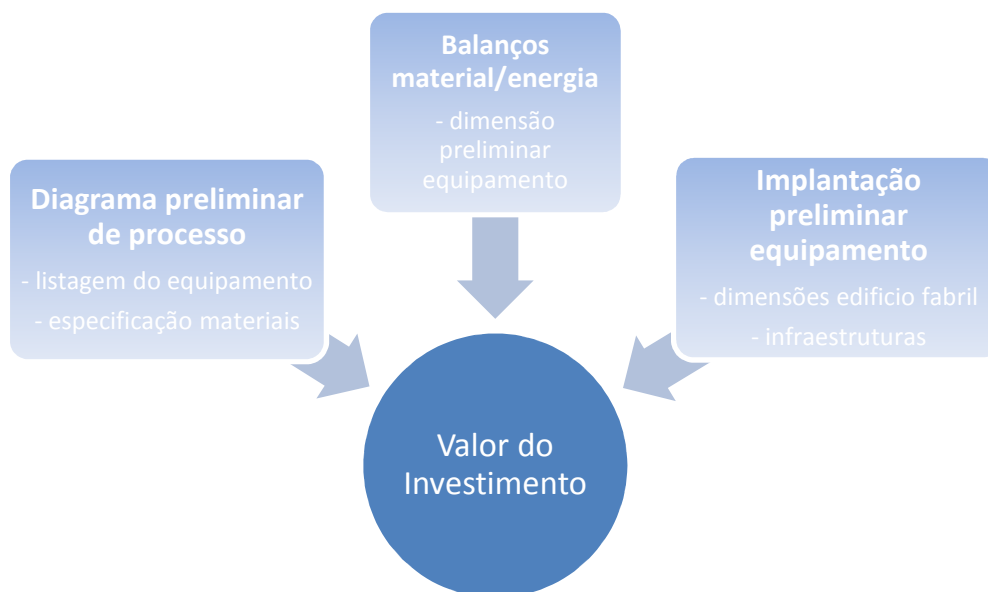 Balanços
material/energia
- dimensão
preliminar
equipamento
Diagrama preliminar
de processo
- listagem do equipamento
- especificação materiais
Implantação
preliminar
equipamento
- dimensões edificio fabril
- infraestruturas
Valor do
Investimento